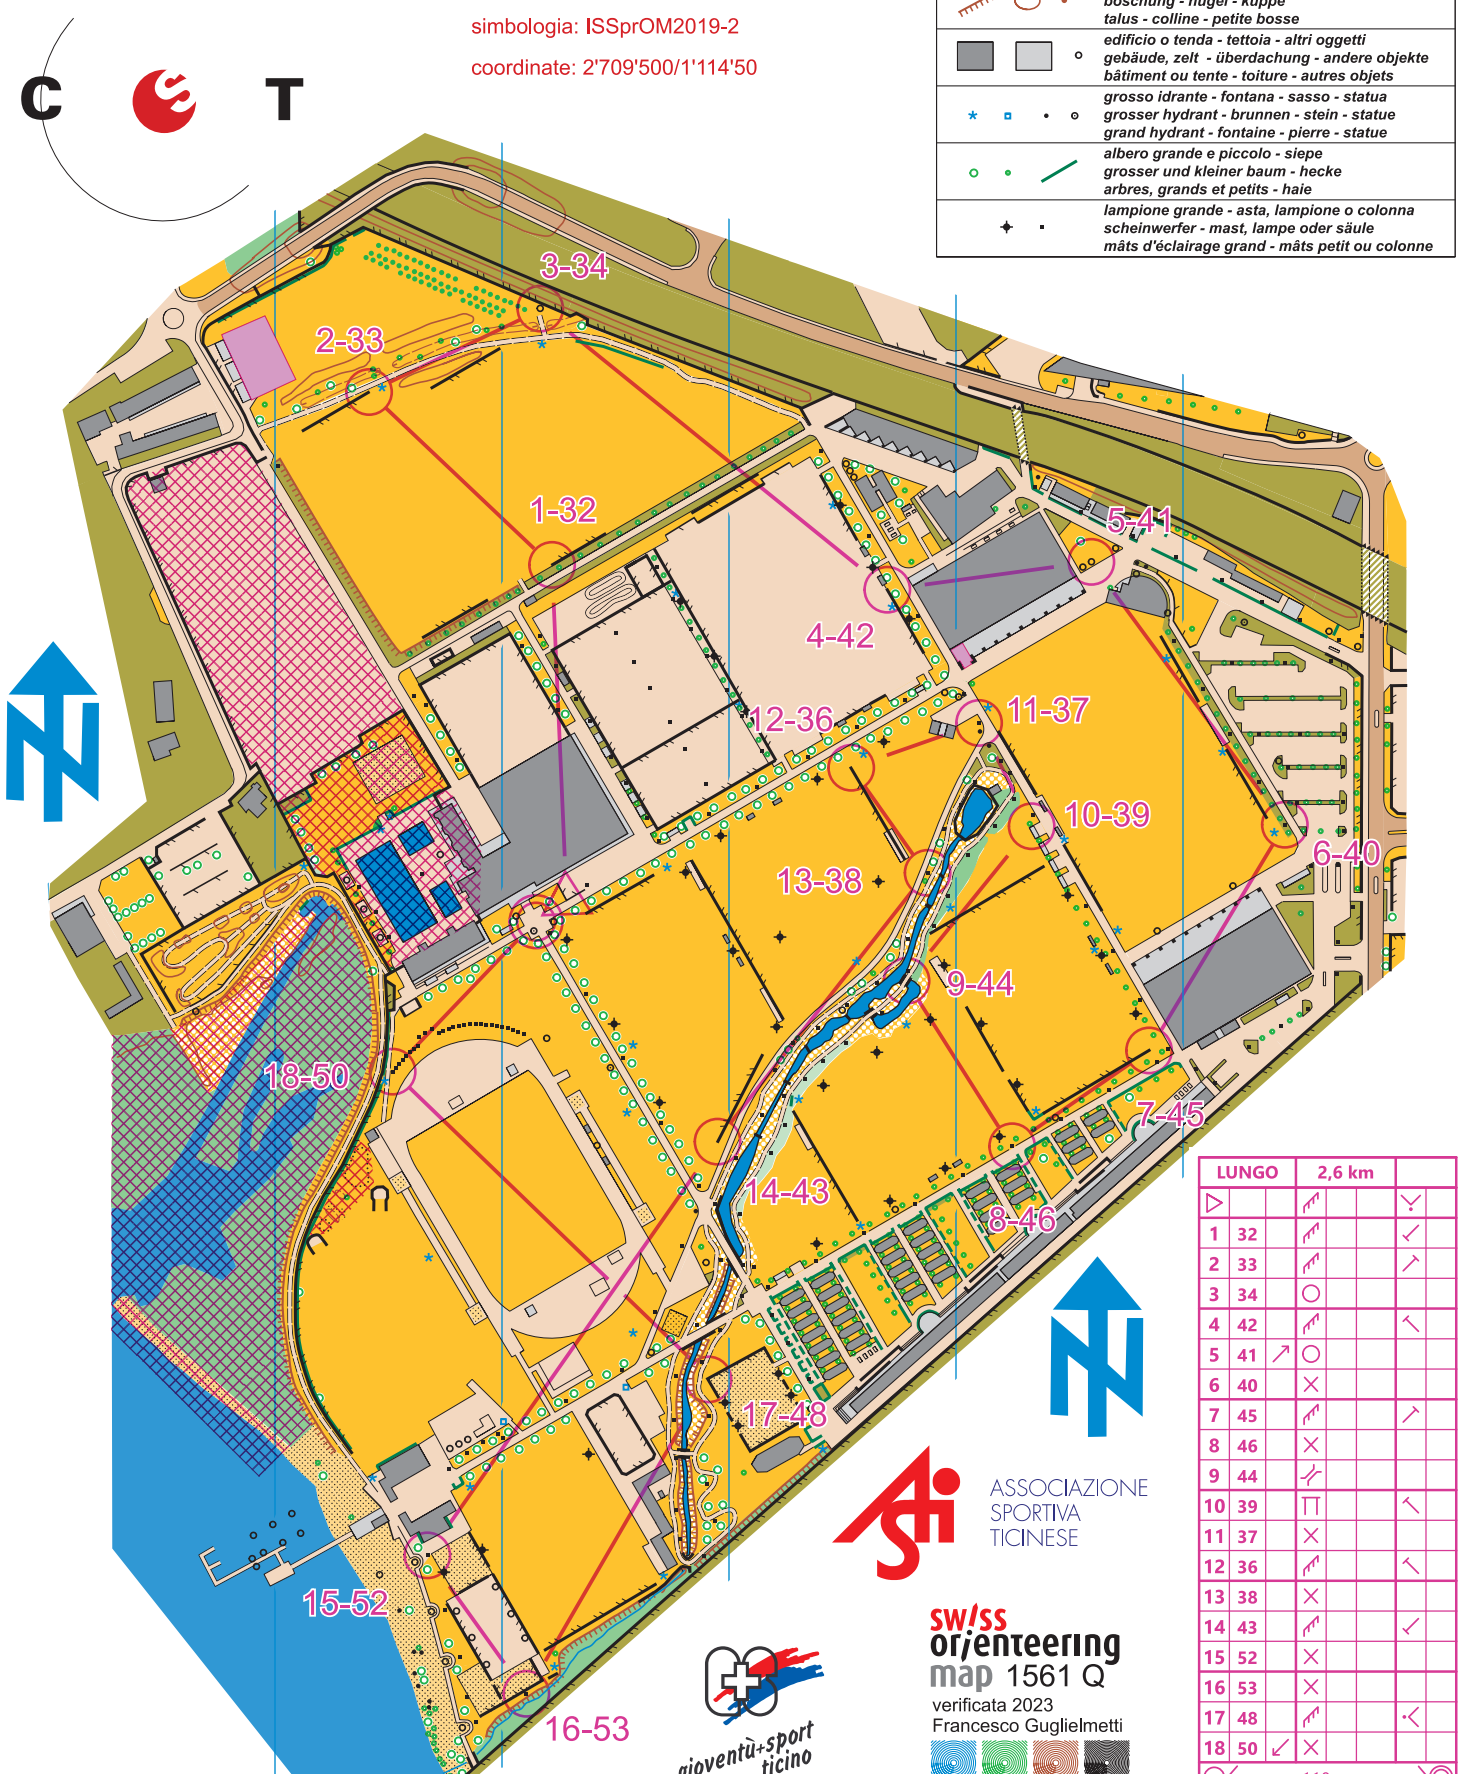 simbologia: ISSprOM2019-2
coordinate: 2'709'500/1'114'50
C T
böschung - hügel - kuppe
talus - colline - petite bosse
edificio o tenda - tettoia - altri oggetti
gebäude, zelt - überdachung - andere objekte
bâtiment ou tente - toiture - autres objets
grosso idrante - fontana - sasso - statua
grosser hydrant - brunnen - stein - statue
grand hydrant - fontaine - pierre - statue
albero grande e piccolo - siepe
grosser und kleiner baum - hecke
arbres, grands et petits - haie
lampione grande - asta, lampione o colonna
scheinwerfer - mast, lampe oder säule
mâts d'éclairage grand - mâts petit ou colonne
3-34
2-33
1-32
5-41
4-42
11-37
12-36
10-39
6-40
13-38
9-44
18-50
7-45
14-43
8-46
17-48
15-52
16-53
N
N
LUNGO 2,6 km
1 32
2 33
3 34
4 42
5 41
6 40
7 45
8 46
9 44
10 39
11 37
12 36
13 38
14 43
15 52
16 53
17 48
18 50
ASti
ASSOCIAZIONE
SPORTIVA
TICINESE
swiss
orienteering
map 1561 Q
verificata 2023
Francesco Guglielmetti
gioventù+sport
ticino